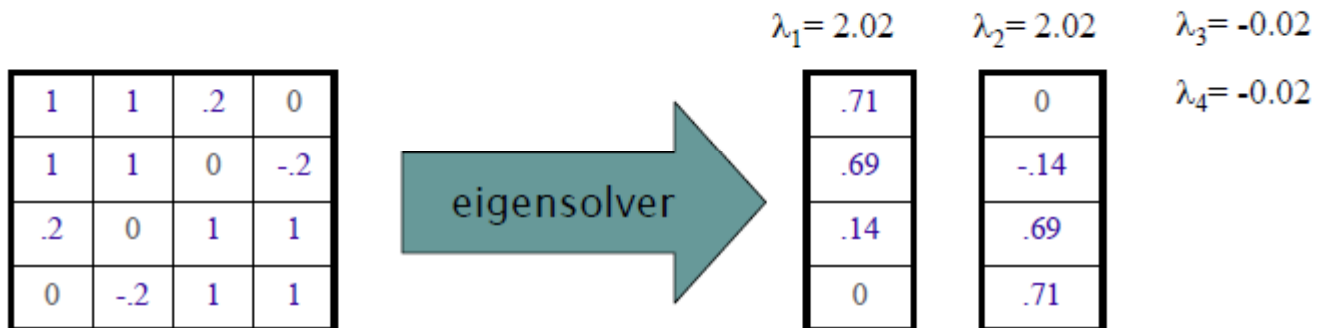 λ1= 2.02 λ2= 2.02 λ3= -0.02
λ4= -0.02
1 1 .2 0
1 1 0 -.2
.2 0 1 1
0 -.2 1 1
eigensolver
.71
.69
.14
0
0
-.14
.69
.71